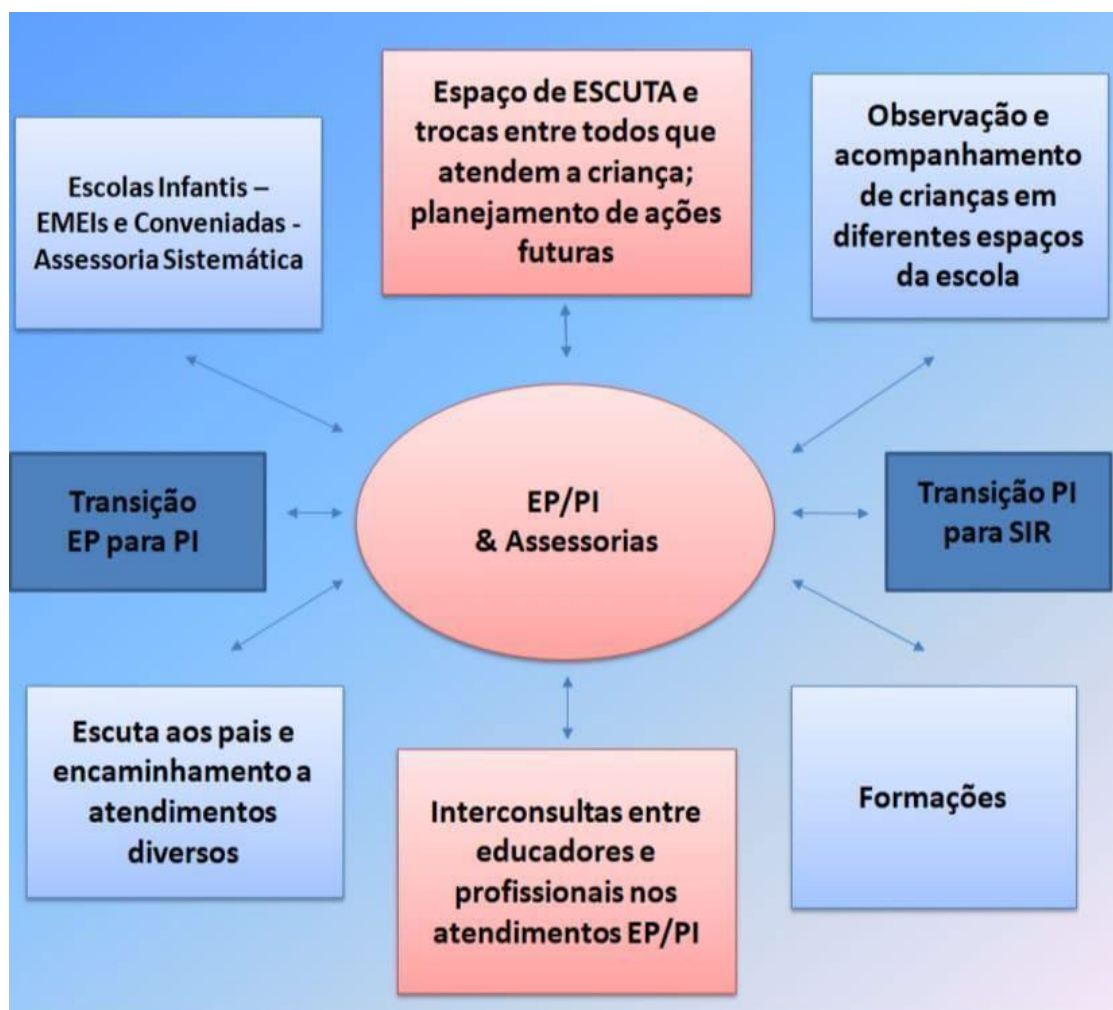 Escolas Infantis –
EMEIs e Conveniadas -
Assessoria Sistemática
Espaço de ESCUTA e
trocas entre todos que
atendem a criança;
planejamento de ações
futuras
Observação e
acompanhamento
de crianças em
diferentes espaços
da escola
Transição
EP para PI
EP/PI
& Assessorias
Transição PI
para SIR
Escuta aos pais e
encaminhamento a
atendimentos
diversos
Interconsultas entre
educadores e
profissionais nos
atendimentos EP/PI
Formações